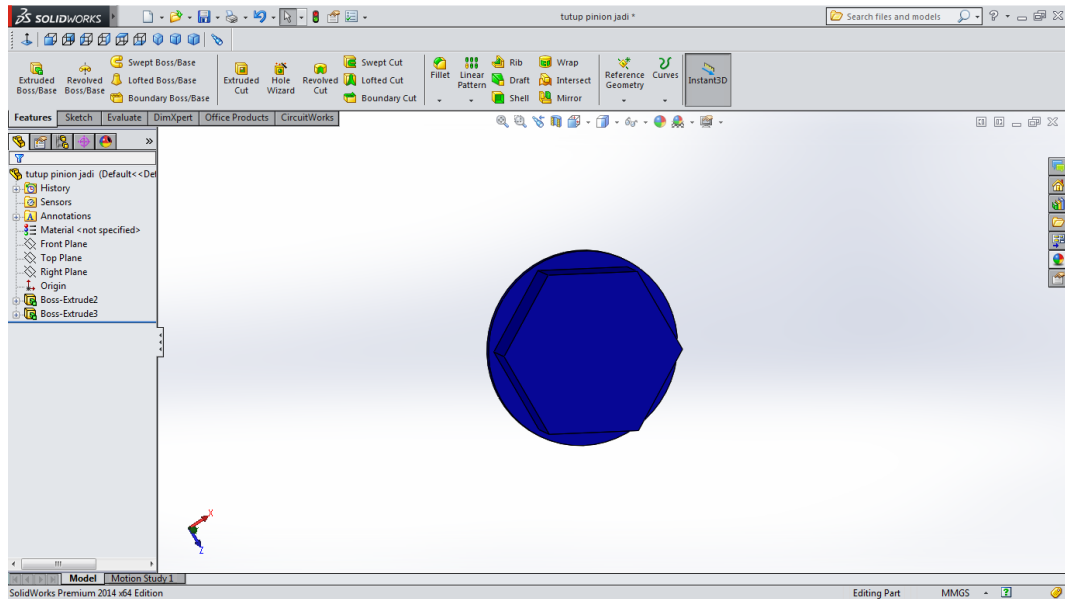 SOLIDWORKS
tutup pinion jadi *
Search files and models
Extruded Boss/Base
Revolved Boss/Base
Swept Boss/Base
Lofted Boss/Base
Boundary Boss/Base
Extruded Cut
Hole Wizard
Revolved Cut
Swept Cut
Lofted Cut
Boundary Cut
Fillet
Linear Pattern
Rib
Draft
Shell
Wrap
Intersect
Mirror
Reference Geometry
Curves
Instant3D
Features Sketch Evaluate DimXpert Office Products CircuitWorks
tutup pinion jadi (Default<<Def
History
Sensors
A Annotations
Material <not specified>
Front Plane
Top Plane
Right Plane
Origin
Boss-Extrude2
Boss-Extrude3
X
Z
Model Motion Study 1
SolidWorks Premium 2014 x64 Edition
Editing Part MMGS